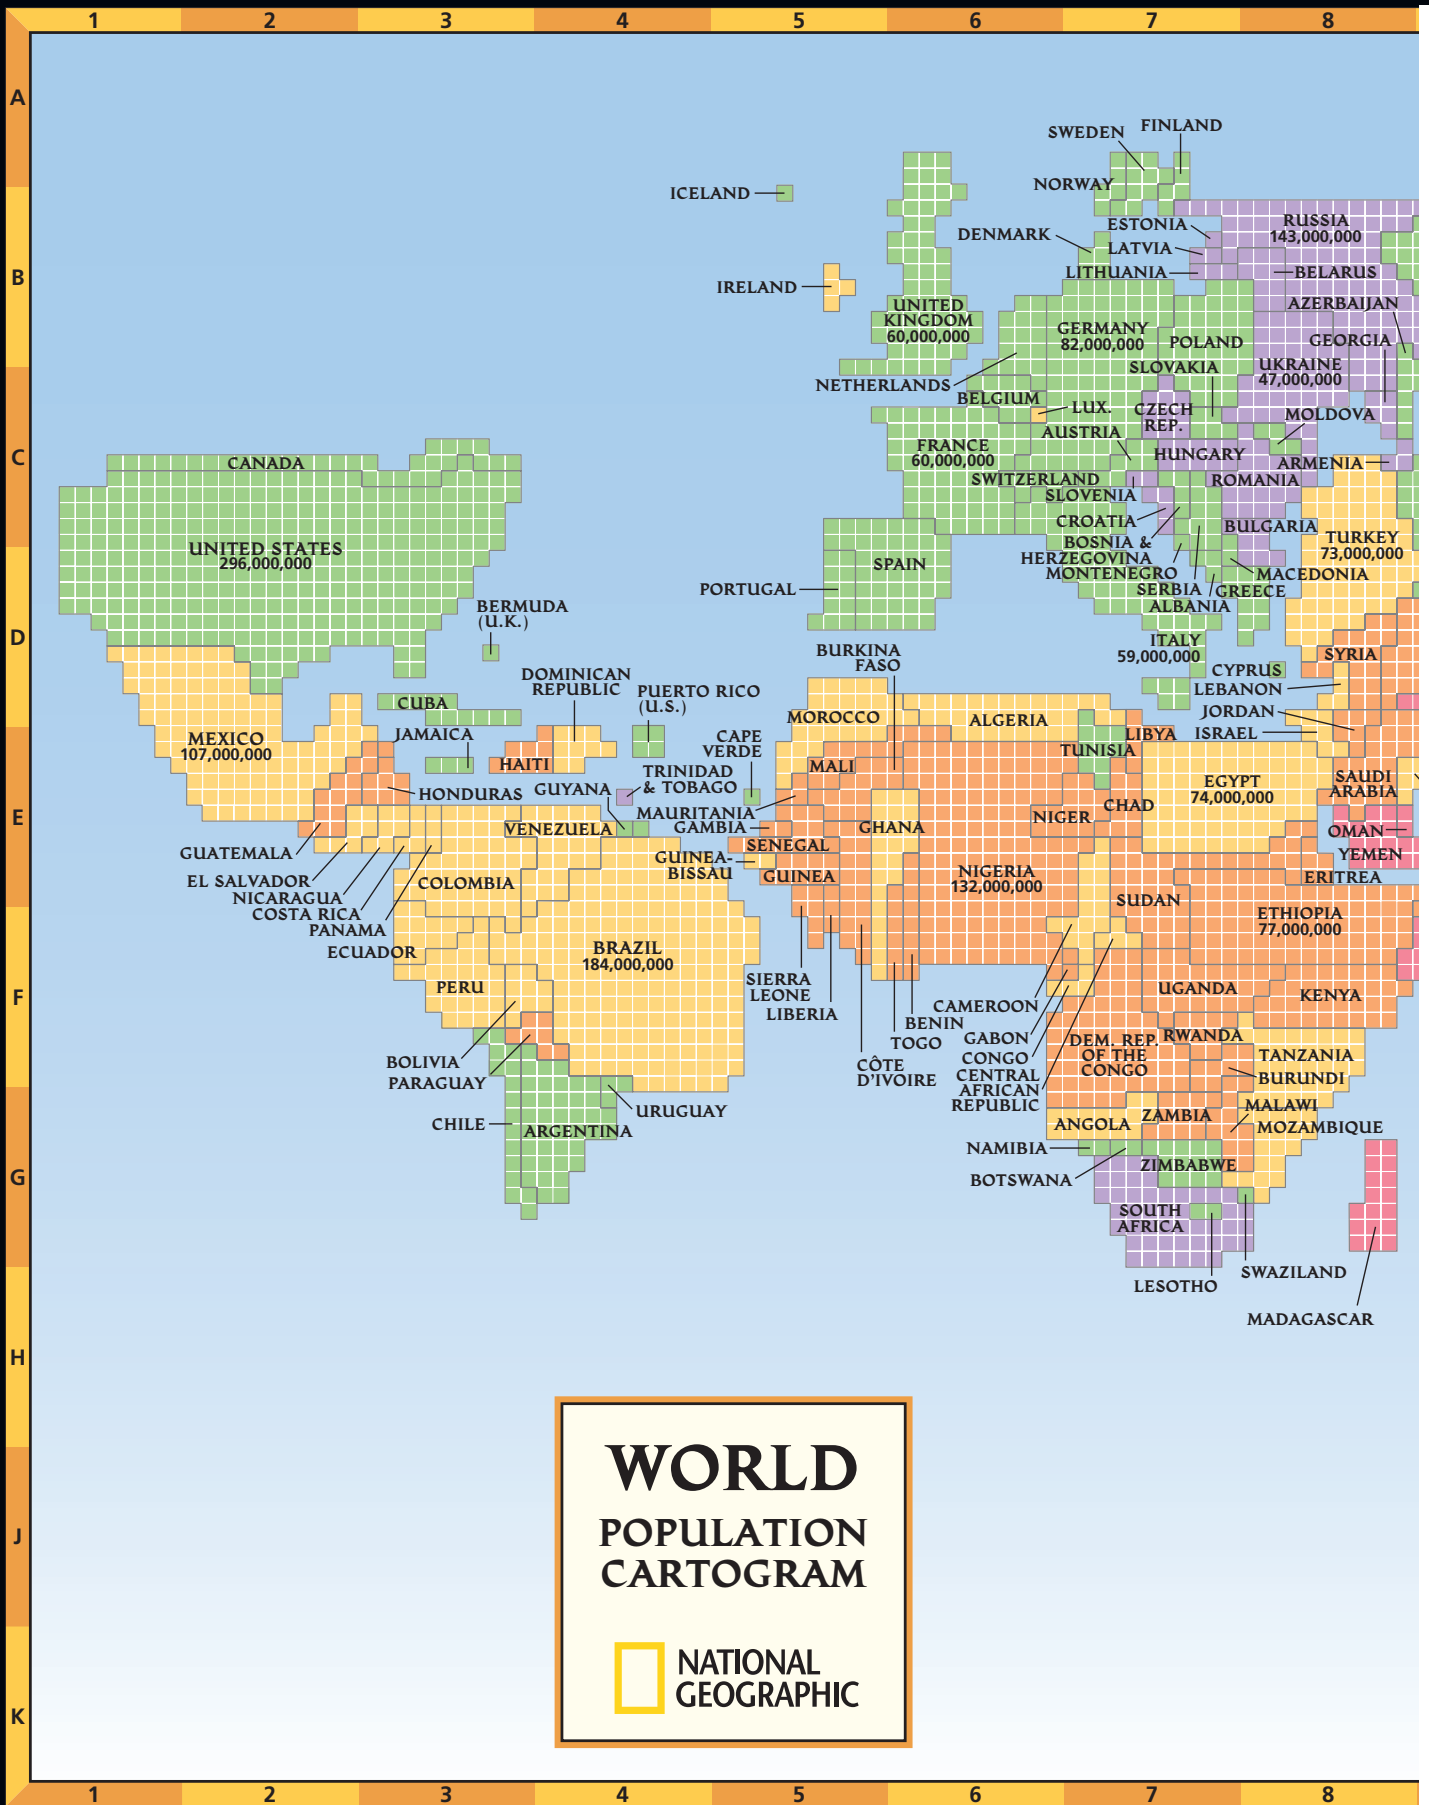 1 2 3 4 5 6 7 8
A
B
C
D
E
F
G
H
J
K
FINLAND
SWEDEN
NORWAY
ICELAND
ESTONIA
RUSSIA
143,000,000
DENMARK
LATVIA
LITHUANIA
BELARUS
IRELAND
UNITED
KINGDOM
60,000,000
AZERBAIJAN
GERMANY
82,000,000
POLAND
GEORGIA
SLOVAKIA
UKRAINE
47,000,000
NETHERLANDS
BELGIUM
LUX.
CZECH
REP.
MOLDOVA
AUSTRIA
FRANCE
60,000,000
HUNGARY
ARMENIA
CANADA
SWITZERLAND
ROMANIA
SLOVENIA
CROATIA
BULGARIA
TURKEY
73,000,000
BOSNIA &
HERZEGOVINA
UNITED STATES
296,000,000
SPAIN
MONTENEGRO
MACEDONIA
PORTUGAL
SERBIA
GREECE
ALBANIA
BERMUDA
(U.K.)
ITALY
59,000,000
BURKINA
FASO
SYRIA
CYPRUS
DOMINICAN
REPUBLIC
PUERTO RICO
(U.S.)
LEBANON
CUBA
MOROCCO
ALGERIA
JORDAN
MEXICO
107,000,000
JAMAICA
CAPE
VERDE
LIBYA
ISRAEL
TUNISIA
HAITI
MALI
TRINIDAD
& TOBAGO
EGYPT
74,000,000
SAUDI
ARABIA
HONDURAS
GUYANA
MAURITANIA
CHAD
NIGER
VENEZUELA
GAMBIA
GHANA
OMAN
GUATEMALA
SENEGAL
YEMEN
GUINEA-
BISSAU
EL SALVADOR
COLOMBIA
GUINEA
NIGERIA
132,000,000
ERITREA
NICARAGUA
SUDAN
COSTA RICA
ETHIOPIA
77,000,000
PANAMA
ECUADOR
BRAZIL
184,000,000
PERU
SIERRA
LEONE
UGANDA
KENYA
LIBERIA
CAMEROON
BENIN
TOGO
GABON
DEM. REP.
OF THE
CONGO
RWANDA
BOLIVIA
CONGO
TANZANIA
PARAGUAY
CÔTE
D'IVOIRE
CENTRAL
AFRICAN
REPUBLIC
BURUNDI
URUGUAY
CHILE
ARGENTINA
ANGOLA
ZAMBIA
MALAWI
MOZAMBIQUE
NAMIBIA
ZIMBABWE
BOTSWANA
SOUTH
AFRICA
SWAZILAND
LESOTHO
MADAGASCAR
WORLD
POPULATION
CARTOGRAM
NATIONAL
GEOGRAPHIC
1 2 3 4 5 6 7 8